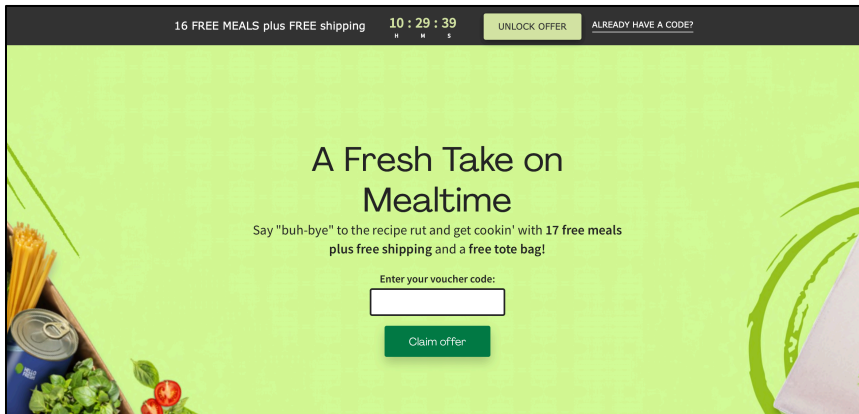 16 FREE MEALS plus FREE shipping
10 : 29 : 39
H M S
UNLOCK OFFER
ALREADY HAVE A CODE?
A Fresh Take on
Mealtime
Say "buh-bye" to the recipe rut and get cookin' with 17 free meals
plus free shipping and a free tote bag!
Enter your voucher code:
Claim offer
HELLO
FRESH